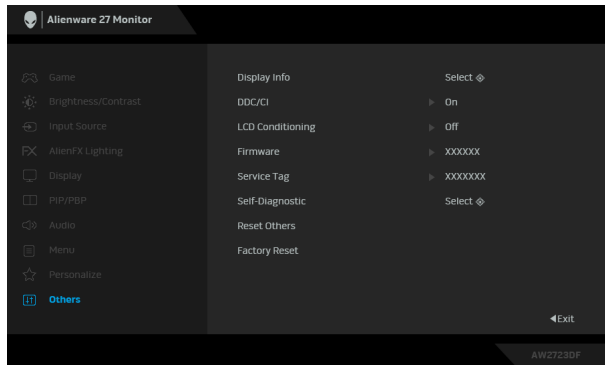 Alienware 27 Monitor
Game
Brightness/Contrast
Input Source
AlienFX Lighting
Display
PIP/PBP
Audio
Menu
Personalize
Others
Display Info Select
DDC/CI On
LCD Conditioning Off
Firmware XXXXXX
Service Tag XXXXXXX
Self-Diagnostic Select
Reset Others
Factory Reset
Exit
AW2723DF